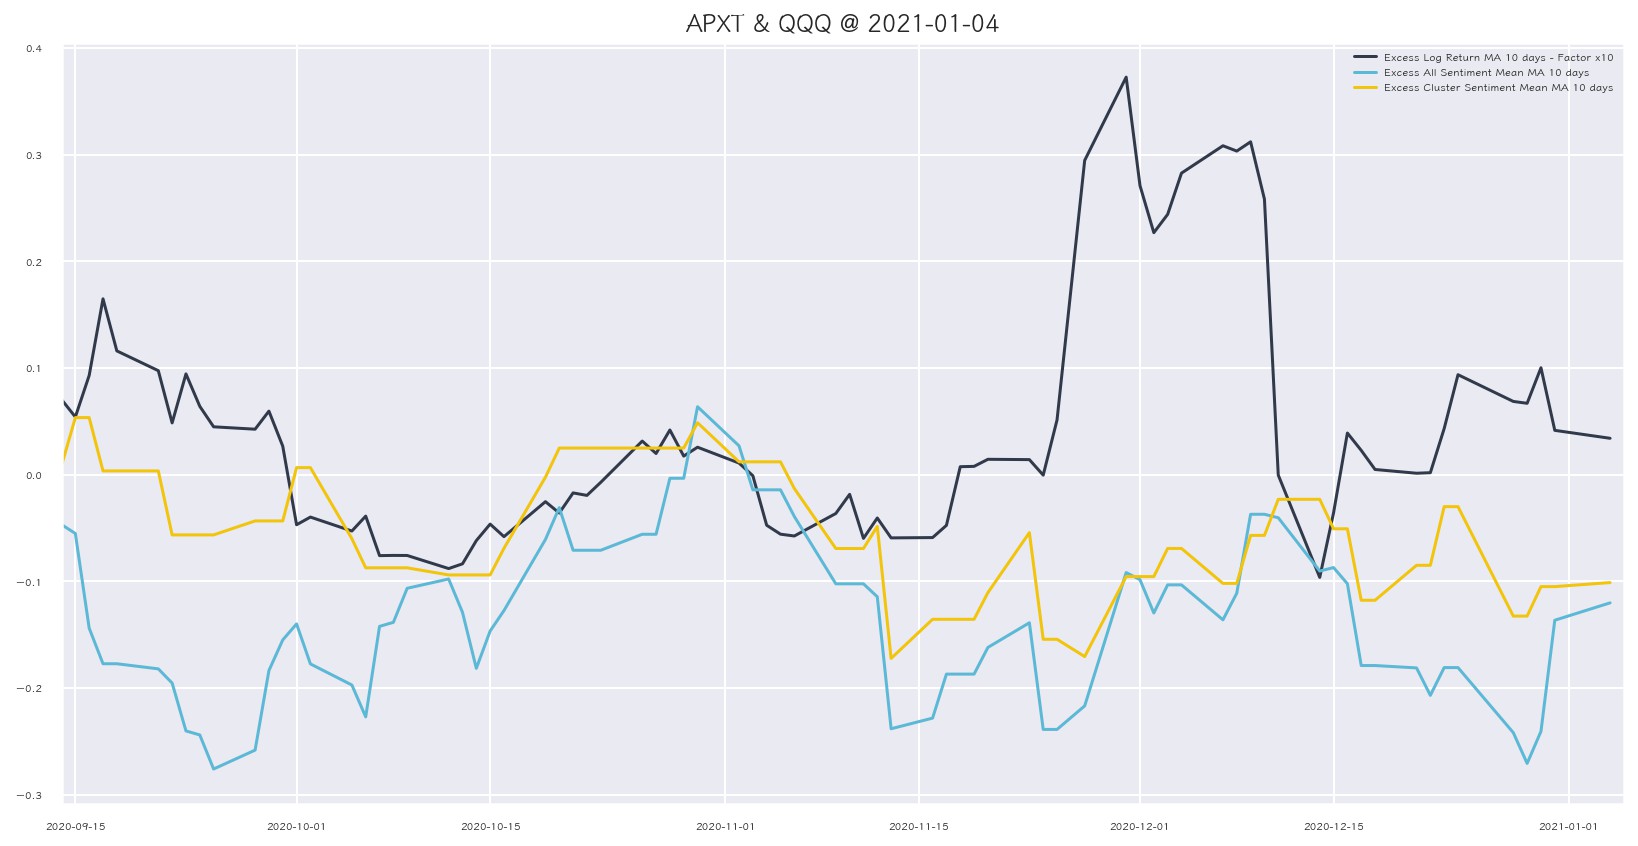 APXT & QQQ @ 2021-01-04
Excess Log Return MA 10 days - Factor x10
Excess All Sentiment Mean MA 10 days
Excess Cluster Sentiment Mean MA 10 days
0.4
0.3
0.2
0.1
0.0
−0.1
−0.2
−0.3
2020-09-15 2020-10-01 2020-10-15 2020-11-01 2020-11-15 2020-12-01 2020-12-15 2021-01-01